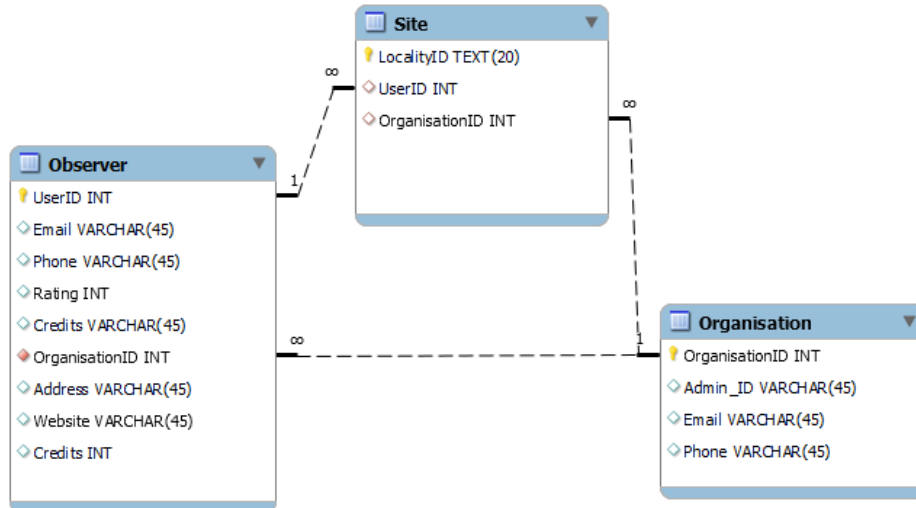 Site
LocalityID TEXT(20)
UserID INT
OrganisationID INT
∞
∞
1
Observer
UserID INT
Email VARCHAR(45)
Phone VARCHAR(45)
Rating INT
Credits VARCHAR(45)
OrganisationID INT
Address VARCHAR(45)
Website VARCHAR(45)
Credits INT
∞
1
Organisation
OrganisationID INT
Admin_ID VARCHAR(45)
Email VARCHAR(45)
Phone VARCHAR(45)